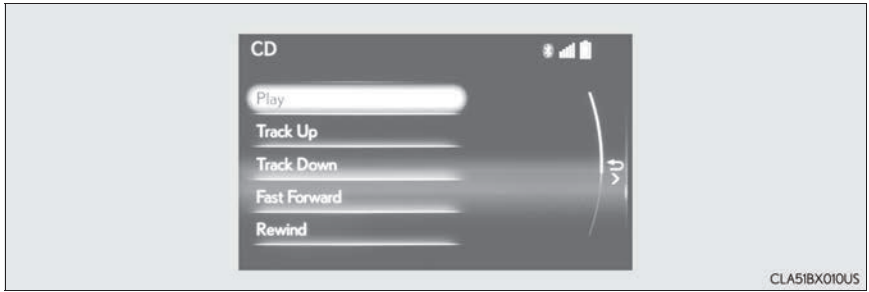 CD
Play
Track Up
Track Down
Fast Forward
Rewind
CLA51BX010US